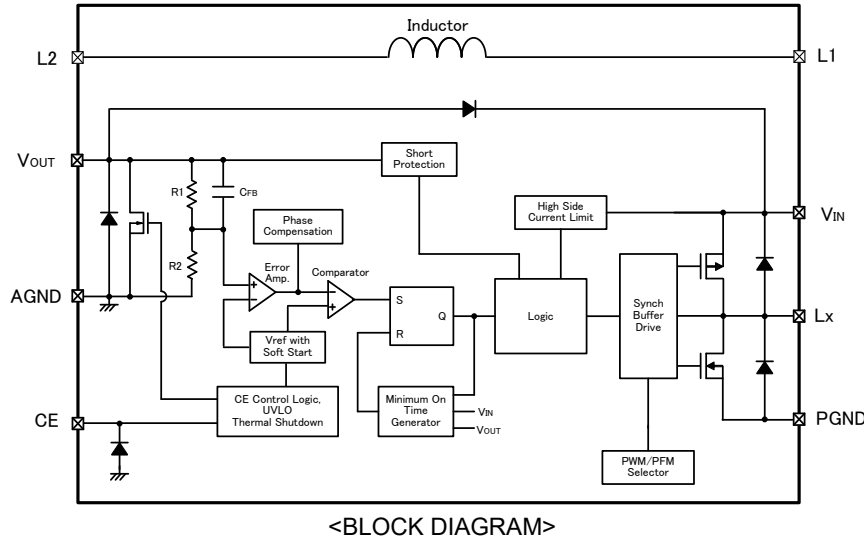 Inductor
L2
L1
VOUT
Short
Protection
R1
CFB
High Side
Current Limit
VIN
Phase
Compensation
R2
Error
Amp.
Comparator
AGND
+
−
−
+
S
Q
R
Logic
Synch
Buffer
Drive
Lx
Vref with
Soft Start
CE
CE Control Logic,
UVLO
Thermal Shutdown
Minimum On
Time
Generator
VIN
VOUT
PGND
PWM/PFM
Selector
<BLOCK DIAGRAM>